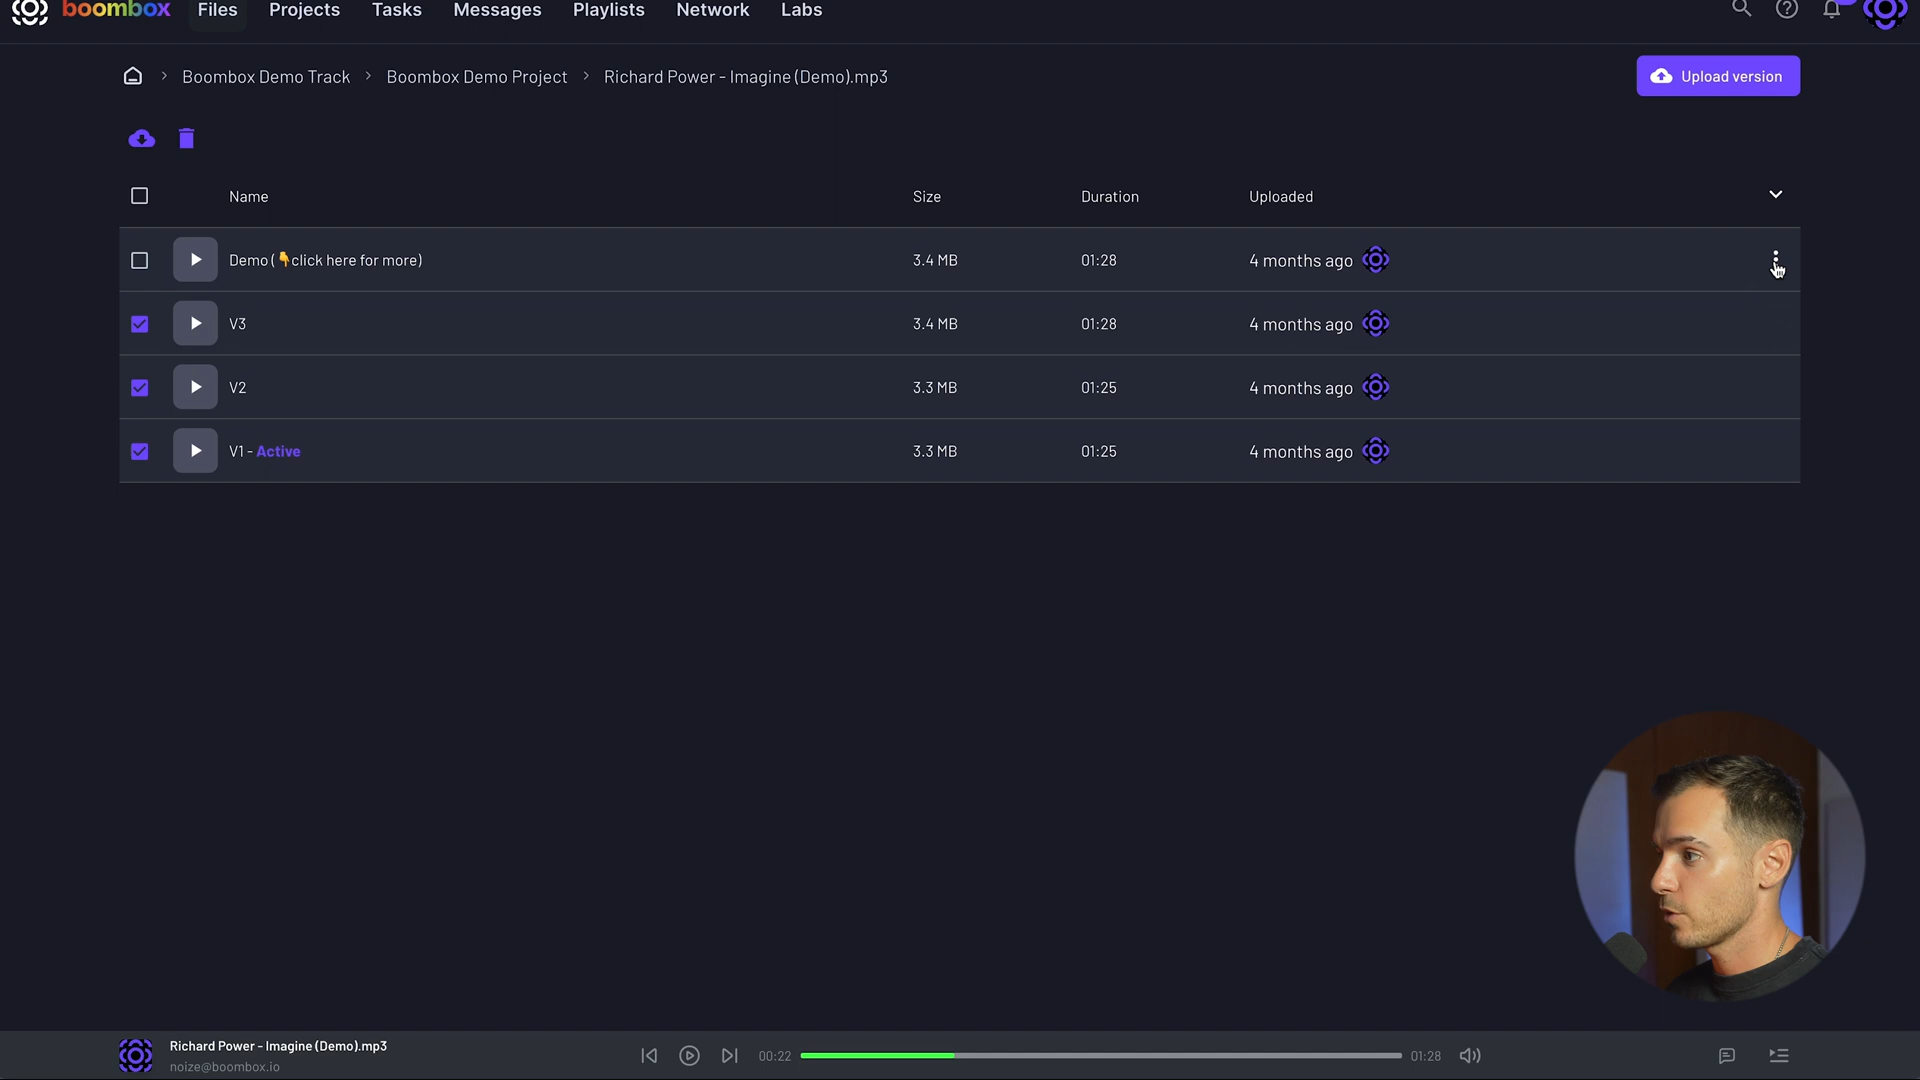 boombox Files Projects Tasks Messages Playlists Network Labs
Boombox Demo Track > Boombox Demo Project > Richard Power - Imagine (Demo).mp3
Upload version
Name Size Duration Uploaded
Demo (👇click here for more) 3.4 MB 01:28 4 months ago
V3 3.4 MB 01:28 4 months ago
V2 3.3 MB 01:25 4 months ago
V1 - Active 3.3 MB 01:25 4 months ago
Richard Power - Imagine (Demo).mp3
noize@boombox.io
00:22 01:28